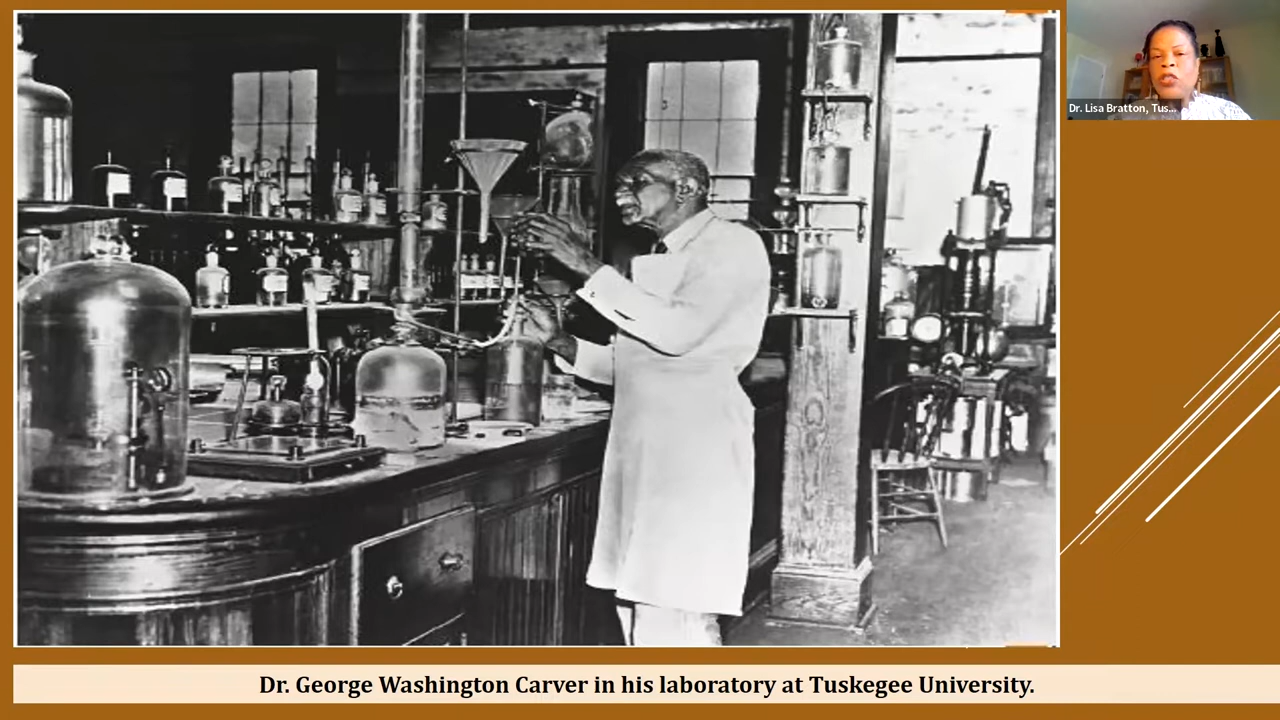 Dr. Lisa Bratton, Tus...
Dr. George Washington Carver in his laboratory at Tuskegee University.